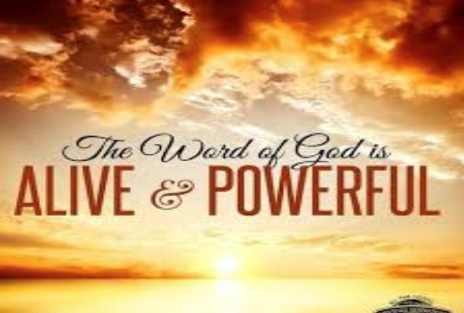 The Word of God is
ALIVE & POWERFUL